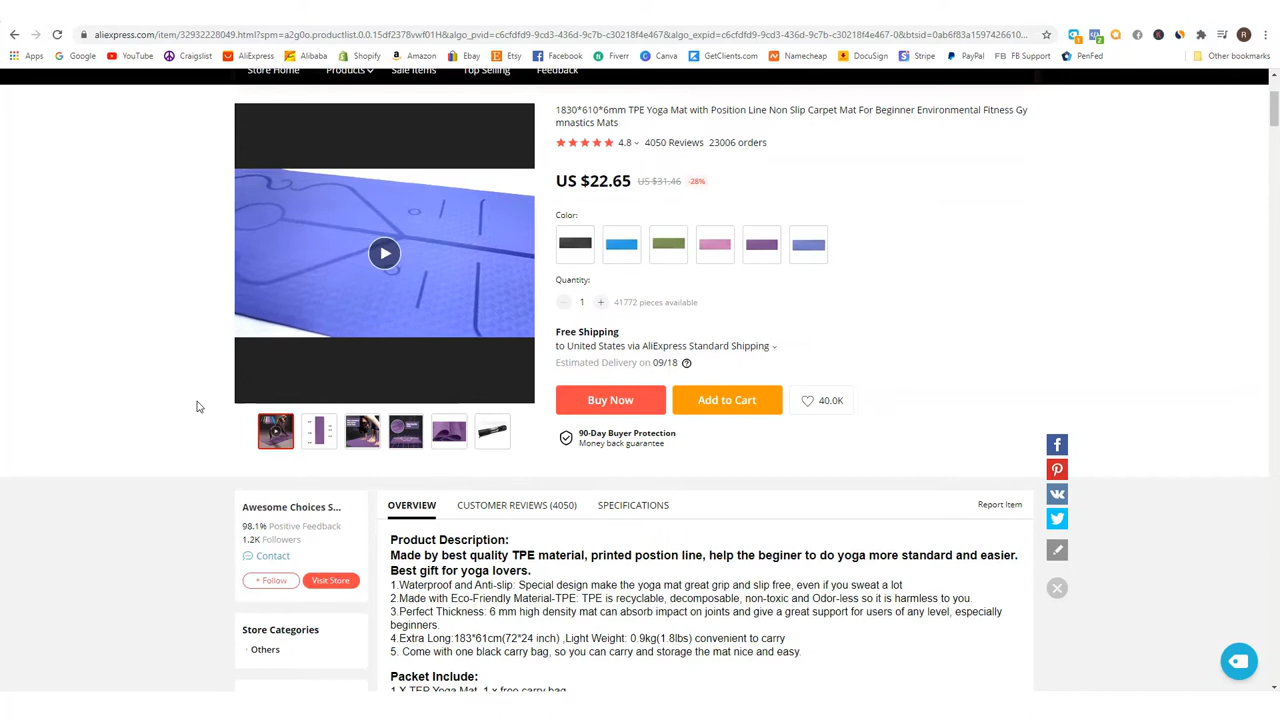 aliexpress.com/item/32932228049.html?spm=a2g0o.productlist.0.0.15df2378vwf01H&algo_pvid=c6cfdfd9-9cd3-436d-9c7b-c30218f4e467&algo_expid=c6cfdfd9-9cd3-436d-9c7b-c30218f4e467-0&btsid=0ab6f83a1597426610...
Apps Google YouTube Craigslist AliExpress Alibaba Shopify Amazon Ebay Etsy Facebook Fiverr Canva GetClients.com Namecheap DocuSign Stripe PayPal FB FB Support PenFed Other bookmarks
Store Home Products Sale Items Top Selling Feedback
1830*610*6mm TPE Yoga Mat with Position Line Non Slip Carpet Mat For Beginner Environmental Fitness Gy
mnastics Mats
4.8 4050 Reviews 23006 orders
US $22.65 US $31.46 -28%
Color:
Quantity:
1 + 41772 pieces available
Free Shipping
to United States via AliExpress Standard Shipping
Estimated Delivery on 09/18
Buy Now Add to Cart 40.0K
90-Day Buyer Protection
Money back guarantee
Awesome Choices S...
98.1% Positive Feedback
1.2K Followers
Contact
+ Follow Visit Store
Store Categories
Others
OVERVIEW CUSTOMER REVIEWS (4050) SPECIFICATIONS Report Item
Product Description:
Made by best quality TPE material, printed postion line, help the beginer to do yoga more standard and easier.
Best gift for yoga lovers.
1.Waterproof and Anti-slip: Special design make the yoga mat great grip and slip free, even if you sweat a lot
2.Made with Eco-Friendly Material-TPE: TPE is recyclable, decomposable, non-toxic and Odor-less so it is harmless to you.
3.Perfect Thickness: 6 mm high density mat can absorb impact on joints and give a great support for users of any level, especially
beginners.
4.Extra Long:183*61cm(72*24 inch) ,Light Weight: 0.9kg(1.8lbs) convenient to carry
5. Come with one black carry bag, so you can carry and storage the mat nice and easy.
Packet Include:
1 X TEP Yoga Mat, 1 x free carry bag